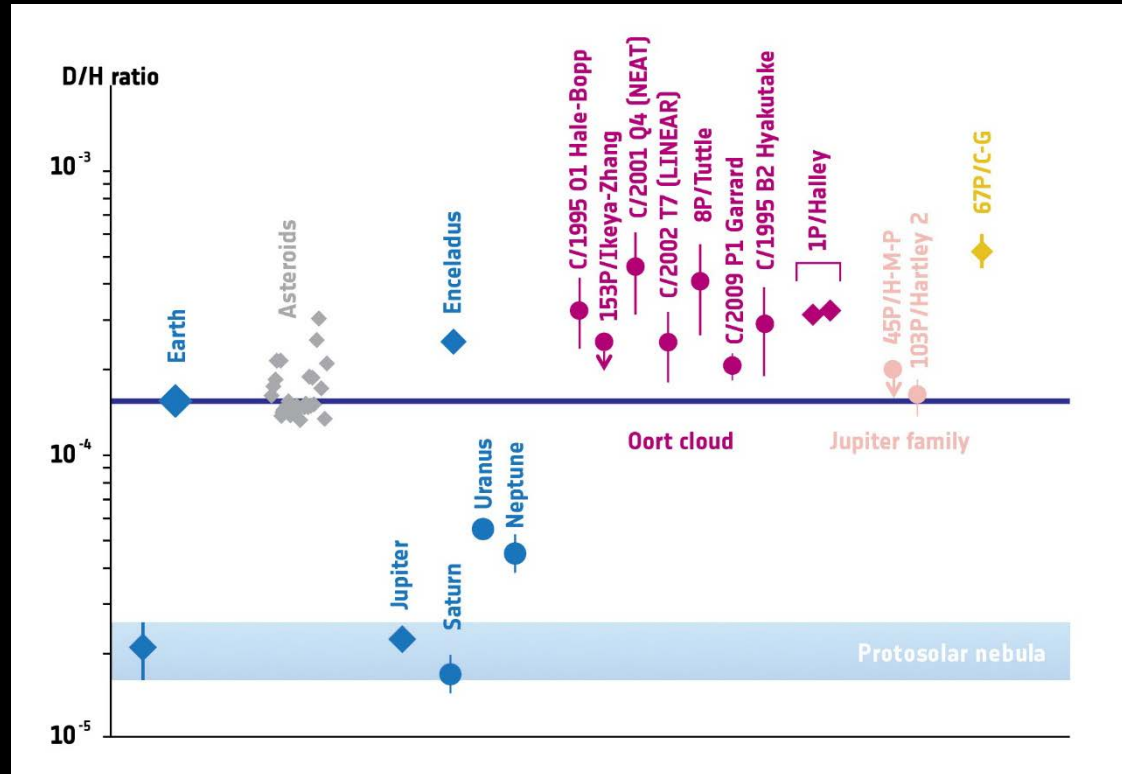 D/H ratio
10-3
10-4
10-5
Earth
Asteroids
Enceladus
Jupiter
Saturn
Uranus
Neptune
C/1995 O1 Hale-Bopp
153P/Ikeya-Zhang
C/2001 Q4 (NEAT)
C/2002 T7 (LINEAR)
8P/Tuttle
C/2009 P1 Garrard
C/1995 B2 Hyakutake
1P/Halley
45P/H-M-P
103P/Hartley 2
67P/C-G
Oort cloud
Jupiter family
Protosolar nebula